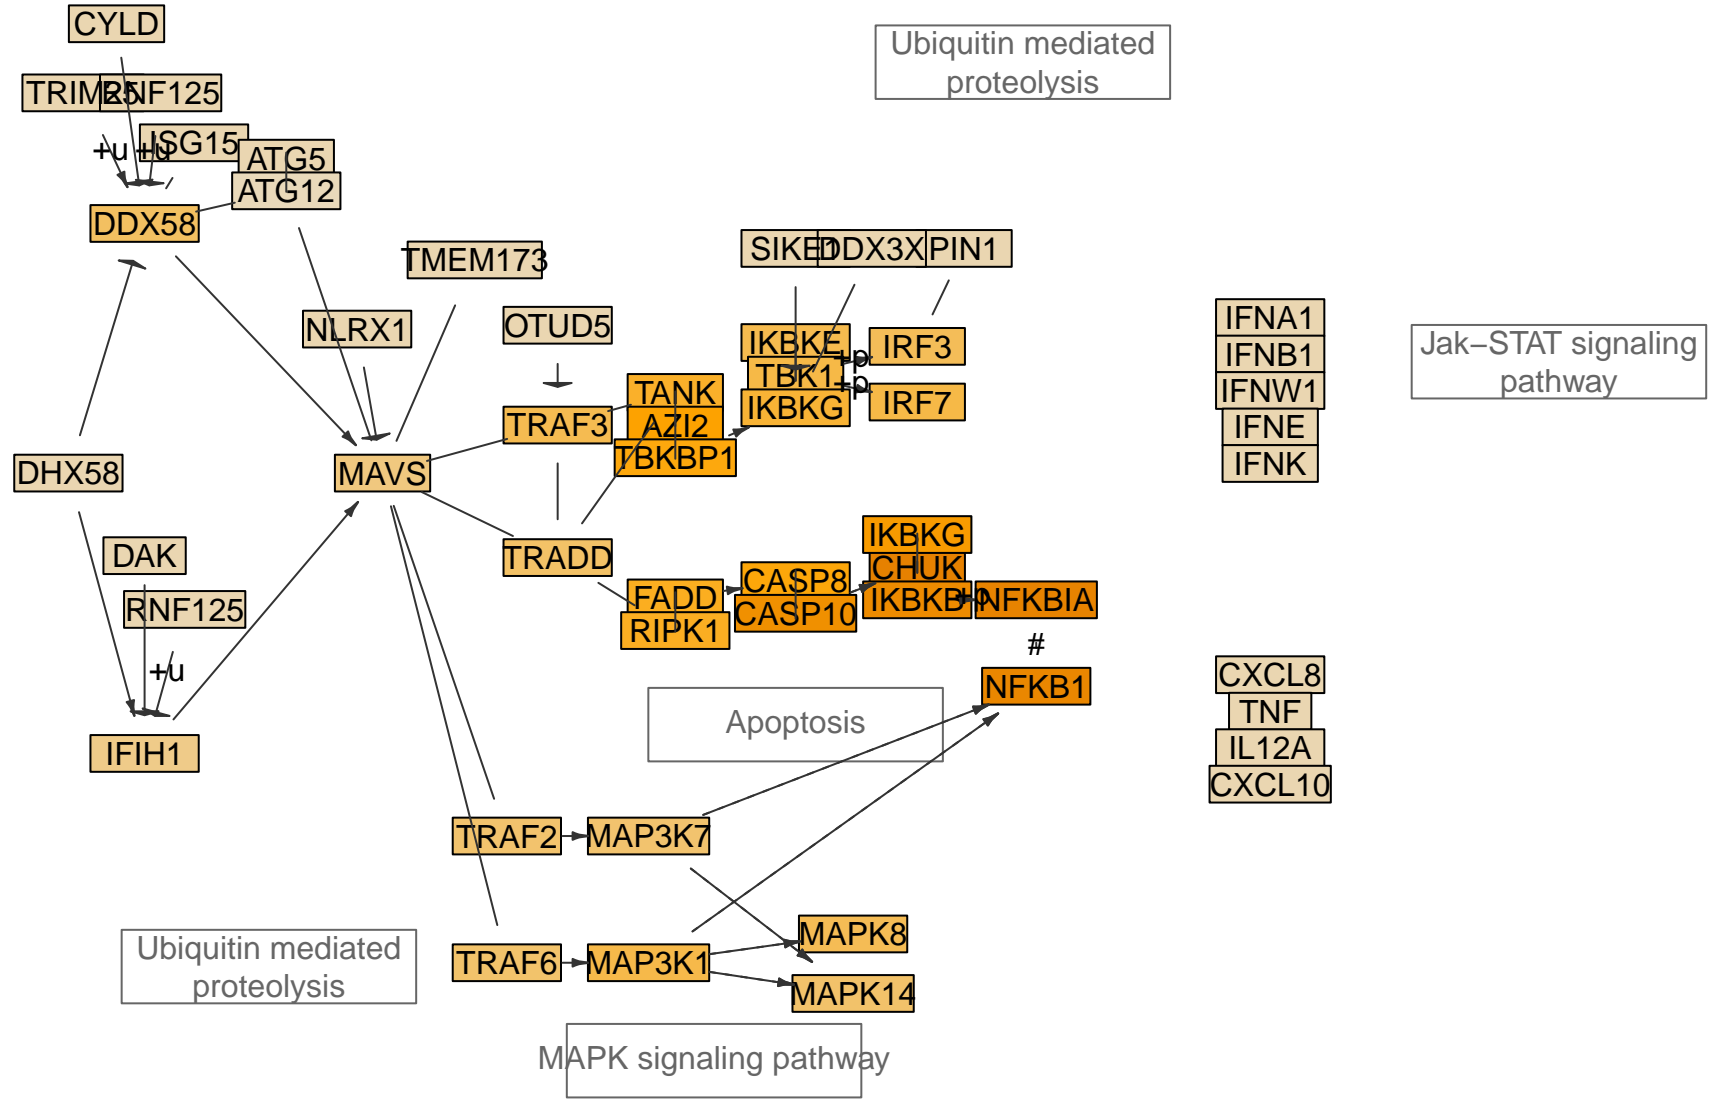 CYLD
Ubiquitin mediated
proteolysis
TRIM25
RNF125
ISG15
+u
+u
ATG5
ATG12
DDX58
TMEM173
SIKE1
DDX3X
PIN1
NLRX1
OTUD5
IKBKE
TBK1
IKBKG
+p
+p
IRF3
IRF7
IFNA1
IFNB1
IFNW1
IFNE
IFNK
Jak−STAT signaling
pathway
TANK
AZI2
TBKBP1
TRAF3
DHX58
MAVS
DAK
RNF125
+u
TRADD
FADD
RIPK1
CASP8
CASP10
IKBKG
CHUK
IKBKB
+p
NFKBIA
#
NFKB1
Apoptosis
IFIH1
CXCL8
TNF
IL12A
CXCL10
TRAF2
MAP3K7
TRAF6
MAP3K1
MAPK8
MAPK14
Ubiquitin mediated
proteolysis
MAPK signaling pathway